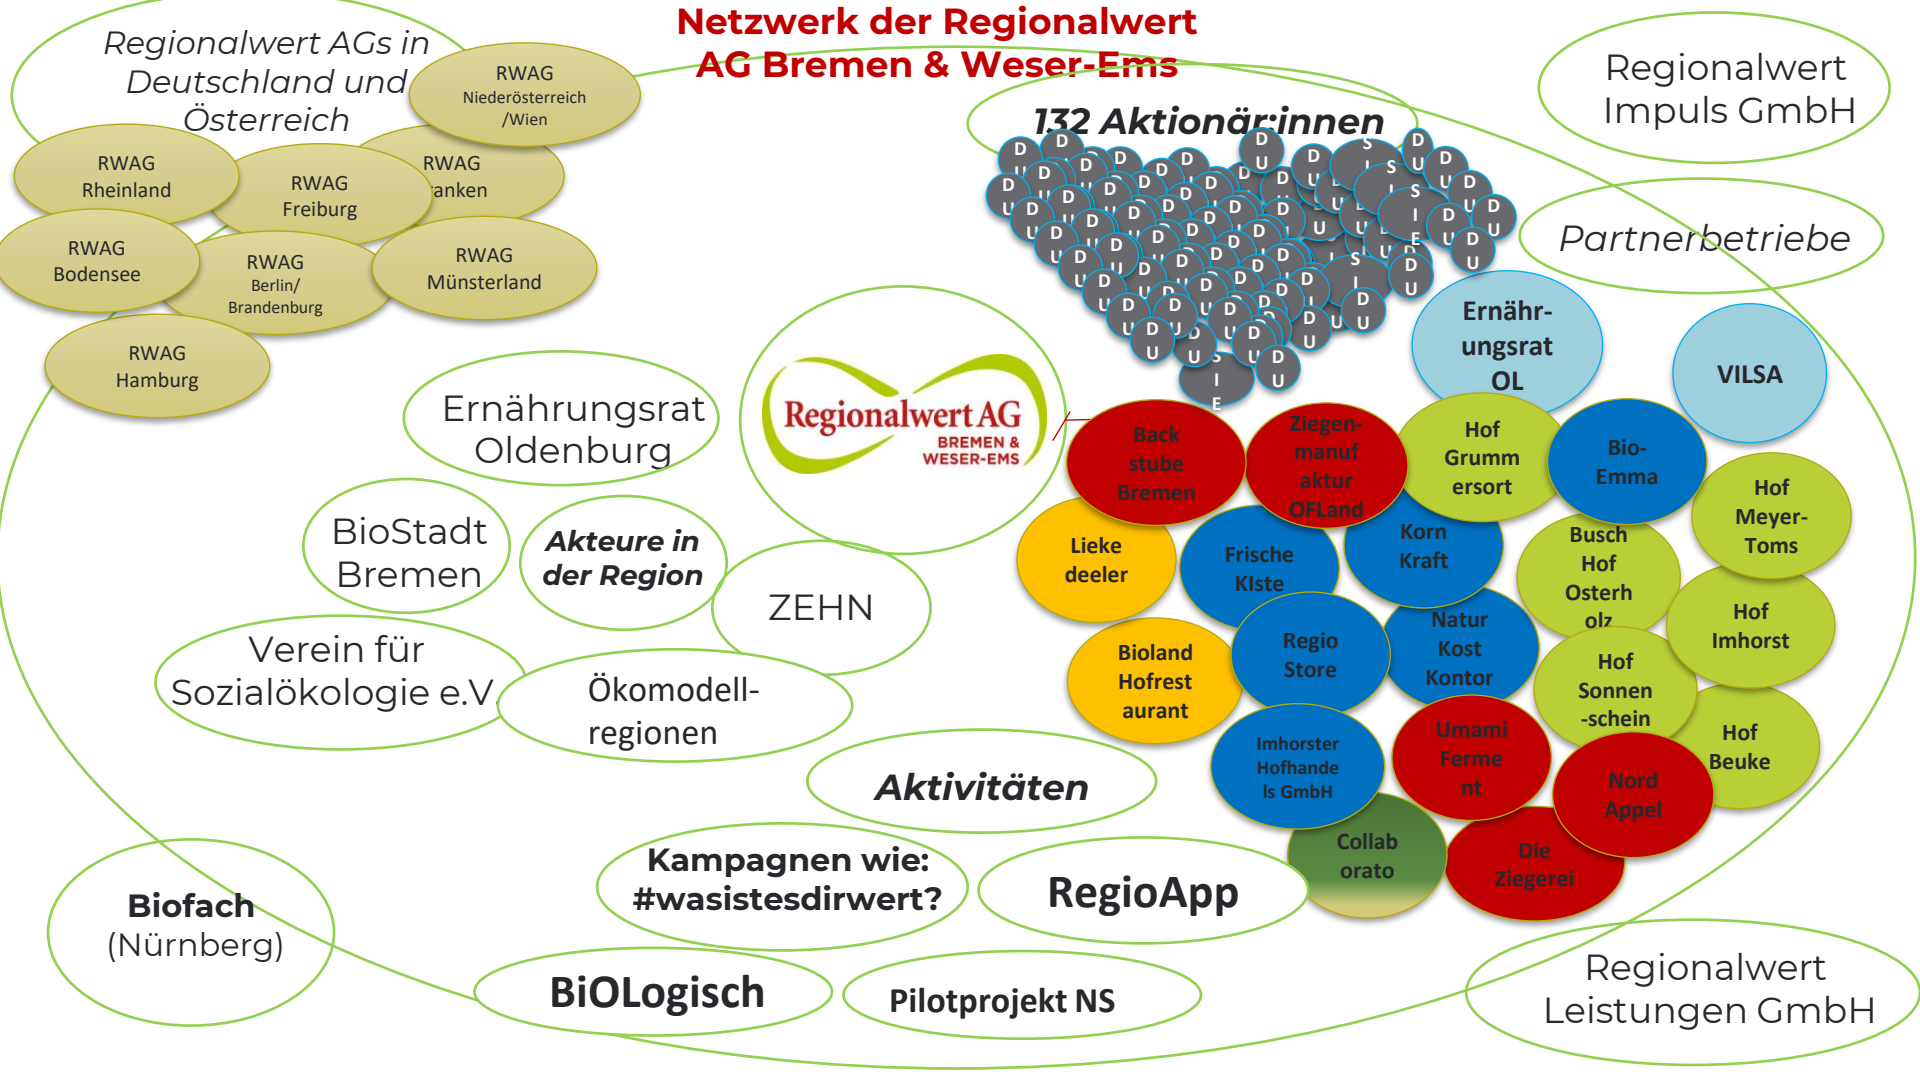 Netzwerk der Regionalwert
AG Bremen & Weser-Ems
Regionalwert AGs in
Deutschland und
Österreich
RWAG
Niederösterreich
/Wien
RWAG
Rheinland
RWAG
Freiburg
RWAG
ranken
RWAG
Bodensee
RWAG
Berlin/
Brandenburg
RWAG
Münsterland
RWAG
Hamburg
132 Aktionär:innen
Regionalwert
Impuls GmbH
Partnerbetriebe
D
U
S
I
E
Ernähr-
ungsrat
OL
VILSA
Ernährungsrat
Oldenburg
Regionalwert AG
BREMEN &
WESER-EMS
BioStadt
Bremen
Akteure in
der Region
ZEHN
Verein für
Sozialökologie e.V.
Ökomodell-
regionen
Back
stube
Bremen
Ziegen-
manuf
aktur
OFLand
Hof
Grumm
ersort
Bio-
Emma
Hof
Meyer-
Toms
Lieke
deeler
Frische
KIste
Korn
Kraft
Busch
Hof
Osterh
olz
Hof
Imhorst
Bioland
Hofrest
aurant
Regio
Store
Natur
Kost
Kontor
Hof
Sonnen
-schein
Hof
Beuke
Imhorster
Hofhande
ls GmbH
Umami
Ferme
nt
Nord
Appel
Collab
orato
Die
Ziegerei
Aktivitäten
Kampagnen wie:
#wasistesdirwert?
RegioApp
Biofach
(Nürnberg)
BiOLogisch
Pilotprojekt NS
Regionalwert
Leistungen GmbH